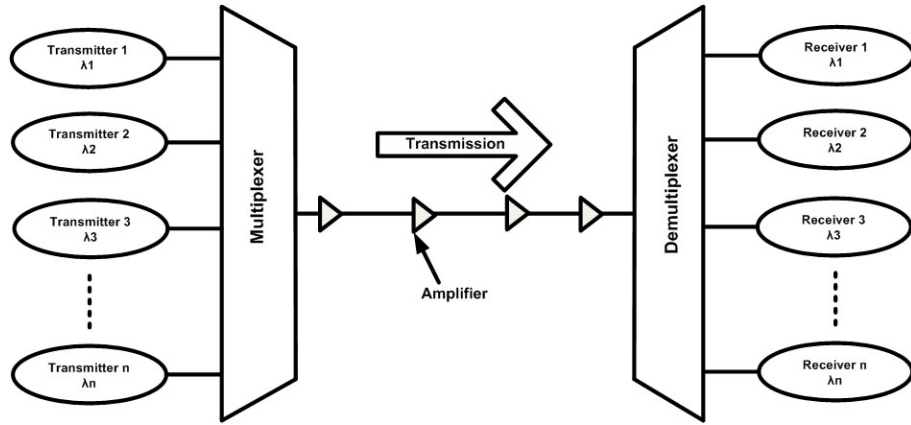 Transmitter 1
λ1
Transmitter 2
λ2
Transmitter 3
λ3
Transmitter n
λn
Multiplexer
Transmission
Amplifier
Demultiplexer
Receiver 1
λ1
Receiver 2
λ2
Receiver 3
λ3
Receiver n
λn